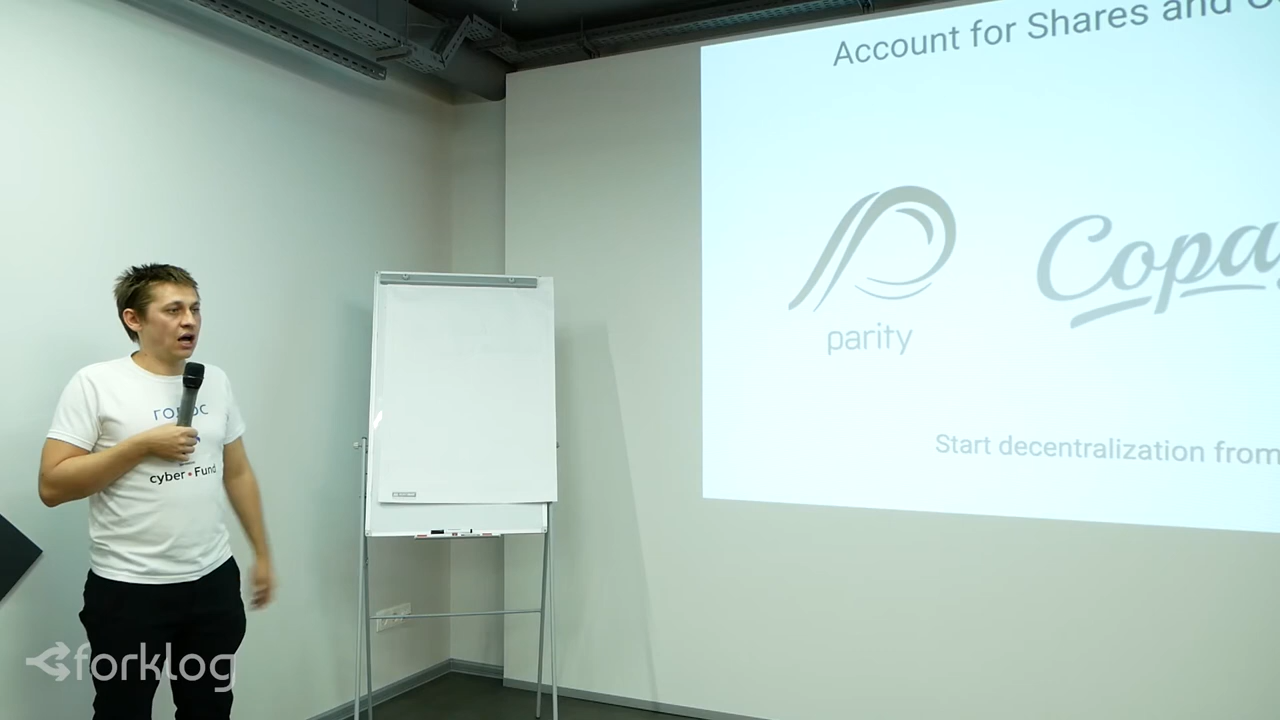 Account for Shares and
parity
Copa
Start decentralization from
ГОЛОС
cyber•Fund
forklog